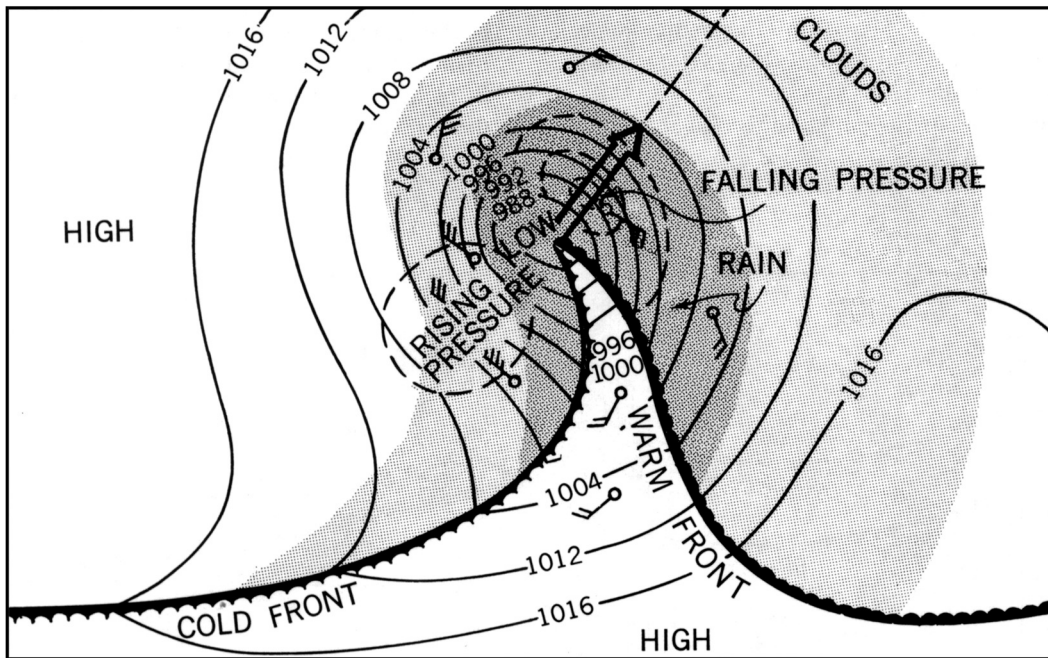 1016
1012
CLOUDS
1008
1004
1000
996
992
988
LOW
FALLING PRESSURE
HIGH
RAIN
RISING
PRESSURE
996
1000
1016
WARM
FRONT
1004
1012
COLD FRONT
1016
HIGH